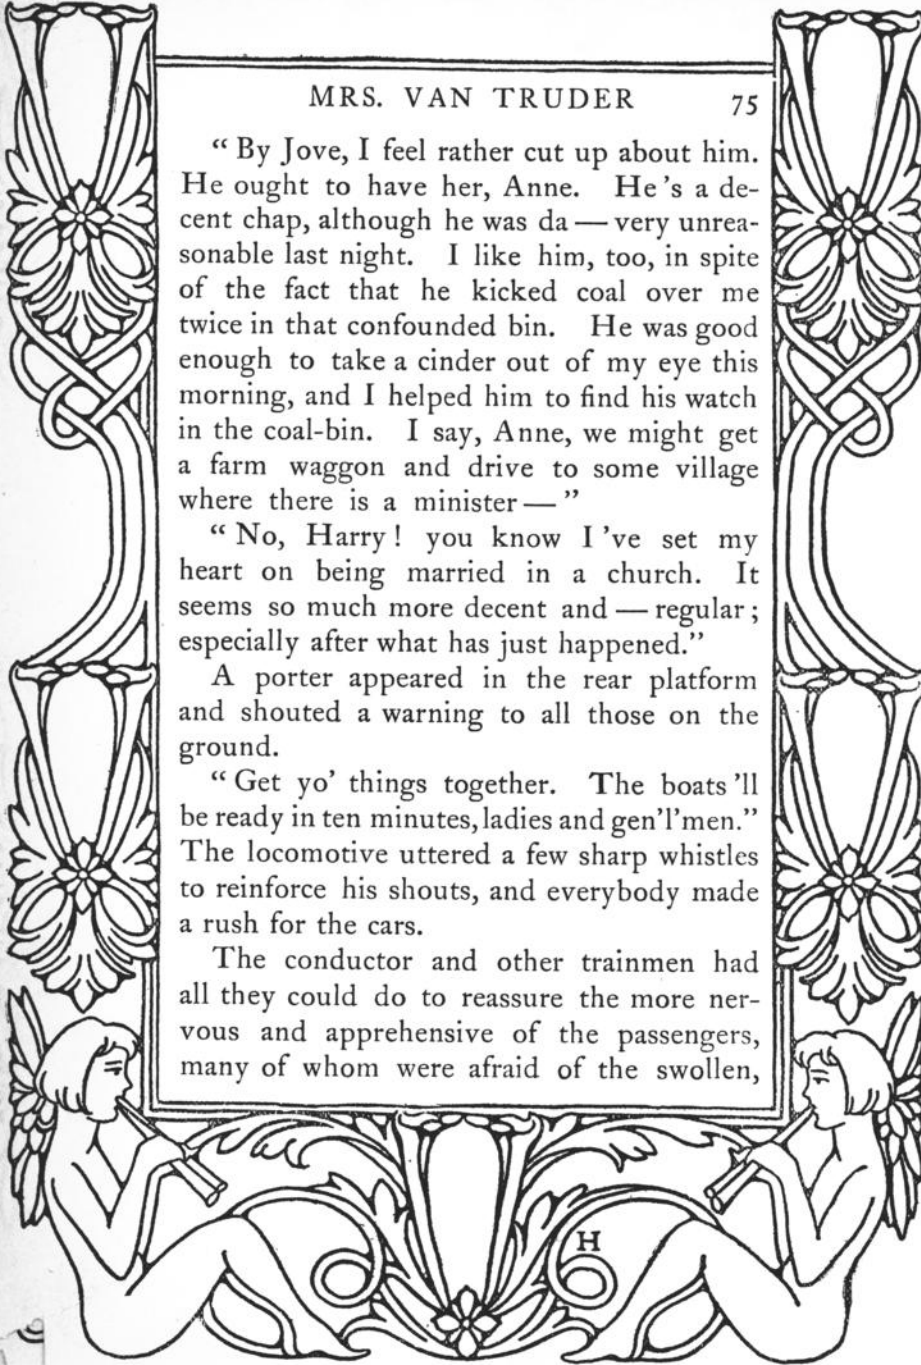 MRS. VAN TRUDER 75
“ By Jove, I feel rather cut up about him.
He ought to have her, Anne. He 's a de-
cent chap, although he was da — very unrea-
sonable last night. I like him, too, in spite
of the fact that he kicked coal over me
twice in that confounded bin. He was good
enough to take a cinder out of my eye this
morning, and I helped him to find his watch
in the coal-bin. I say, Anne, we might get
a farm waggon and drive to some village
where there is a minister — ”
“ No, Harry! you know I 've set my
heart on being married in a church. It
seems so much more decent and — regular;
especially after what has just happened.”
A porter appeared in the rear platform
and shouted a warning to all those on the
ground.
“ Get yo' things together. The boats 'll
be ready in ten minutes, ladies and gen'l'men.”
The locomotive uttered a few sharp whistles
to reinforce his shouts, and everybody made
a rush for the cars.
The conductor and other trainmen had
all they could do to reassure the more ner-
vous and apprehensive of the passengers,
many of whom were afraid of the swollen,
H